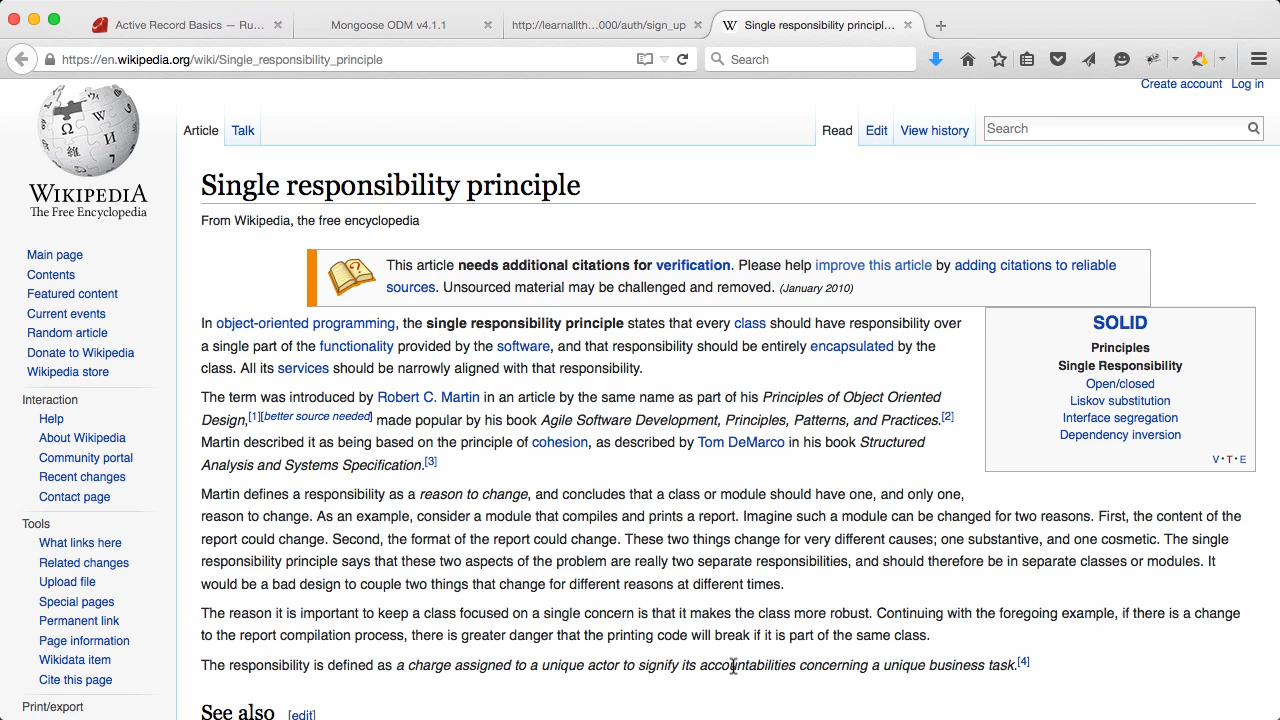 Active Record Basics — Ru...
Mongoose ODM v4.1.1
http://learnallth...000/auth/sign_up
W Single responsibility principl...
https://en.wikipedia.org/wiki/Single_responsibility_principle
Search
Create account Log in
WIKIPEDIA
The Free Encyclopedia
Article Talk
Read Edit View history
Search
Main page
Contents
Featured content
Current events
Random article
Donate to Wikipedia
Wikipedia store
Interaction
Help
About Wikipedia
Community portal
Recent changes
Contact page
Tools
What links here
Related changes
Upload file
Special pages
Permanent link
Page information
Wikidata item
Cite this page
Print/export
Single responsibility principle
From Wikipedia, the free encyclopedia
This article needs additional citations for verification. Please help improve this article by adding citations to reliable
sources. Unsourced material may be challenged and removed. (January 2010)
In object-oriented programming, the single responsibility principle states that every class should have responsibility over
a single part of the functionality provided by the software, and that responsibility should be entirely encapsulated by the
class. All its services should be narrowly aligned with that responsibility.
The term was introduced by Robert C. Martin in an article by the same name as part of his Principles of Object Oriented
Design,[1][better source needed] made popular by his book Agile Software Development, Principles, Patterns, and Practices.[2]
Martin described it as being based on the principle of cohesion, as described by Tom DeMarco in his book Structured
Analysis and Systems Specification.[3]
SOLID
Principles
Single Responsibility
Open/closed
Liskov substitution
Interface segregation
Dependency inversion
V · T · E
Martin defines a responsibility as a reason to change, and concludes that a class or module should have one, and only one,
reason to change. As an example, consider a module that compiles and prints a report. Imagine such a module can be changed for two reasons. First, the content of the
report could change. Second, the format of the report could change. These two things change for very different causes; one substantive, and one cosmetic. The single
responsibility principle says that these two aspects of the problem are really two separate responsibilities, and should therefore be in separate classes or modules. It
would be a bad design to couple two things that change for different reasons at different times.
The reason it is important to keep a class focused on a single concern is that it makes the class more robust. Continuing with the foregoing example, if there is a change
to the report compilation process, there is greater danger that the printing code will break if it is part of the same class.
The responsibility is defined as a charge assigned to a unique actor to signify its accountabilities concerning a unique business task.[4]
See also [edit]